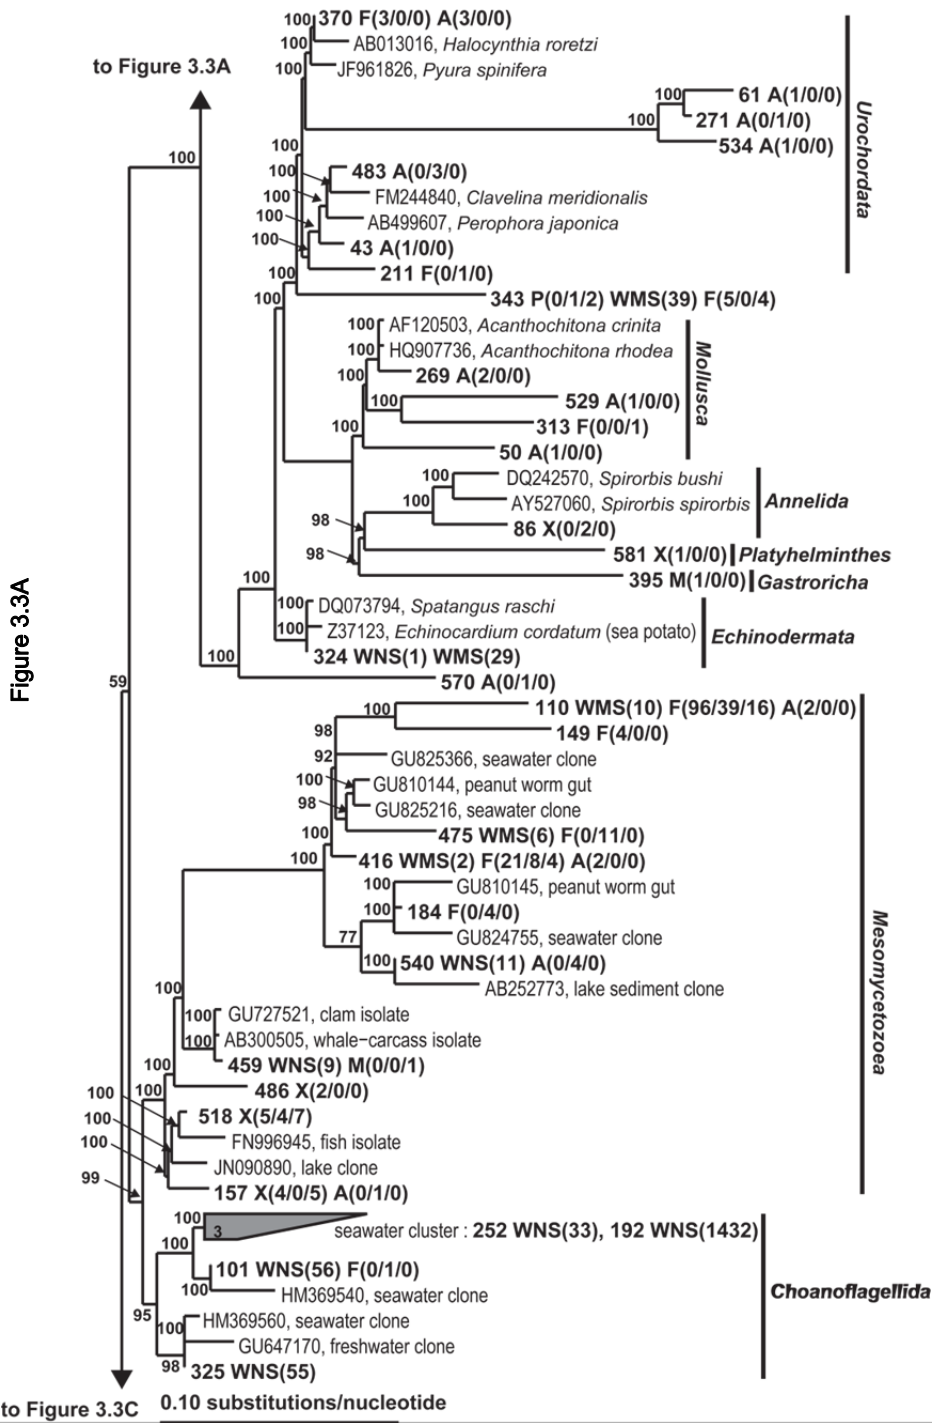 to Figure 3.3A
100 370 F(3/0/0) A(3/0/0)
100 AB013016, Halocynthia roretzi
100 JF961826, Pyura spinifera
100 61 A(1/0/0)
100 271 A(0/1/0)
534 A(1/0/0)
Urochordata
100
100
100 483 A(0/3/0)
100 FM244840, Clavelina meridionalis
100 AB499607, Perophora japonica
100 43 A(1/0/0)
211 F(0/1/0)
100
100 343 P(0/1/2) WMS(39) F(5/0/4)
100 AF120503, Acanthochitona crinita
100 HQ907736, Acanthochitona rhodea
100 269 A(2/0/0)
100 529 A(1/0/0)
313 F(0/0/1)
100 50 A(1/0/0)
Mollusca
100 DQ242570, Spirorbis bushi
100 AY527060, Spirorbis spirorbis
Annelida
98 86 X(0/2/0)
98 581 X(1/0/0) Platyhelminthes
395 M(1/0/0) Gastroricha
100
100 DQ073794, Spatangus raschi
100 Z37123, Echinocardium cordatum (sea potato)
Echinodermata
324 WNS(1) WMS(29)
100
570 A(0/1/0)
Figure 3.3A
59
100 110 WMS(10) F(96/39/16) A(2/0/0)
98 149 F(4/0/0)
92 GU825366, seawater clone
100 GU810144, peanut worm gut
98 GU825216, seawater clone
100 475 WMS(6) F(0/11/0)
100 416 WMS(2) F(21/8/4) A(2/0/0)
100 GU810145, peanut worm gut
100 184 F(0/4/0)
77 GU824755, seawater clone
100 540 WNS(11) A(0/4/0)
AB252773, lake sediment clone
Mesomycetozoea
100
100 GU727521, clam isolate
100 AB300505, whale-carcass isolate
459 WNS(9) M(0/0/1)
100
100 486 X(2/0/0)
100 518 X(5/4/7)
100 FN996945, fish isolate
100 JN090890, lake clone
99 157 X(4/0/5) A(0/1/0)
100 3 seawater cluster : 252 WNS(33), 192 WNS(1432)
100
101 WNS(56) F(0/1/0)
100 HM369540, seawater clone
Choanoflagellida
95
100 HM369560, seawater clone
GU647170, freshwater clone
98 325 WNS(55)
to Figure 3.3C
0.10 substitutions/nucleotide